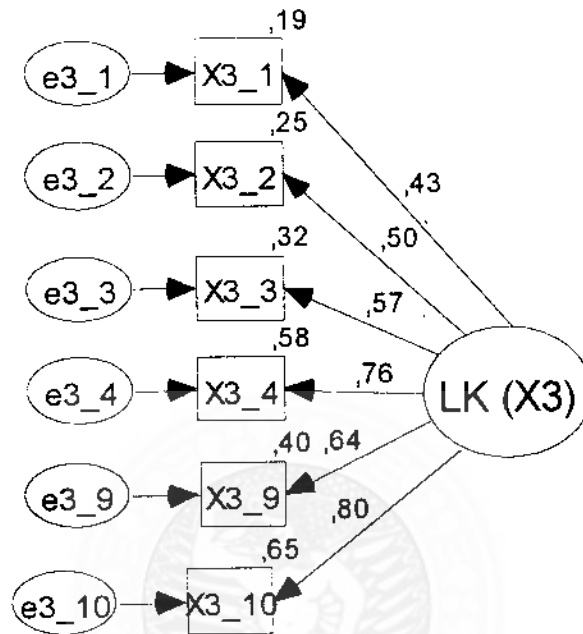 ,19
e3_1 X3_1
,43
,25
e3_2 X3_2
,50
,32
e3_3 X3_3
,57
,58
e3_4 X3_4 ,76 LK (X3)
,40 ,64
e3_9 X3_9
,80
,65
e3_10 X3_10